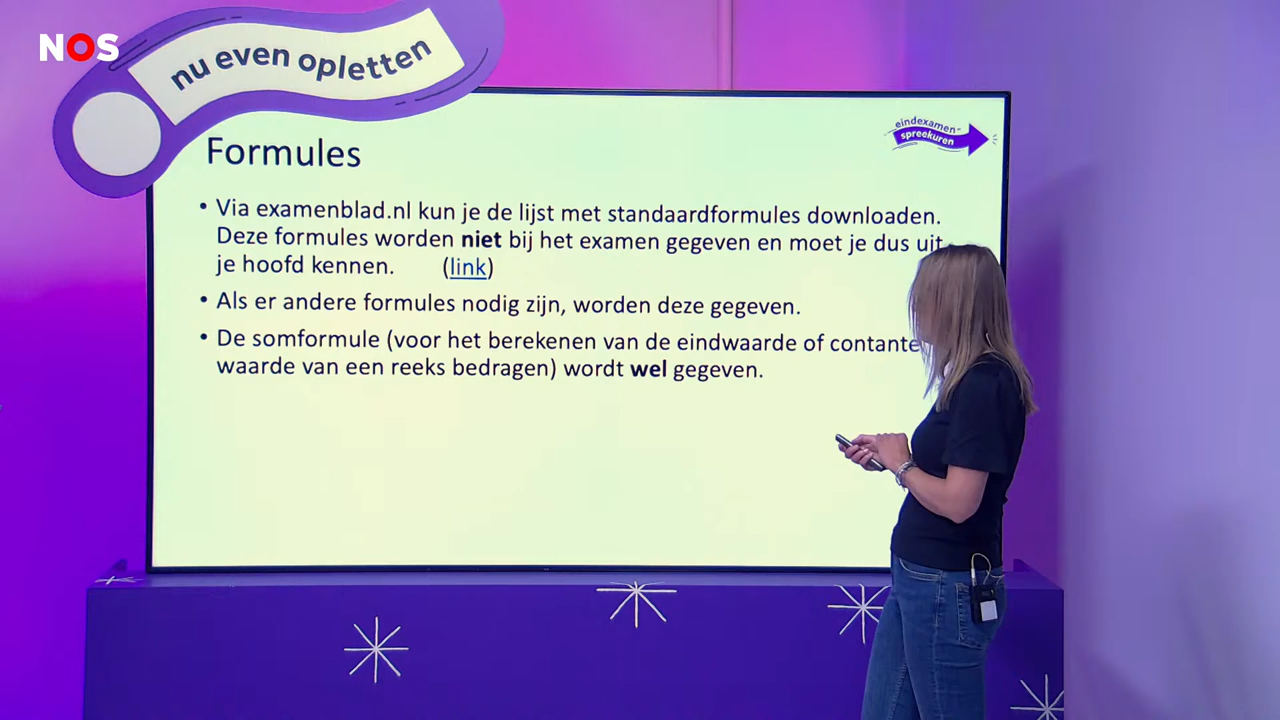 NOS
nu even opletten
eindexamen-
spreekuren
Formules
• Via examenblad.nl kun je de lijst met standaardformules downloaden.
Deze formules worden niet bij het examen gegeven en moet je dus uit
je hoofd kennen. (link)
• Als er andere formules nodig zijn, worden deze gegeven.
• De somformule (voor het berekenen van de eindwaarde of contante
waarde van een reeks bedragen) wordt wel gegeven.